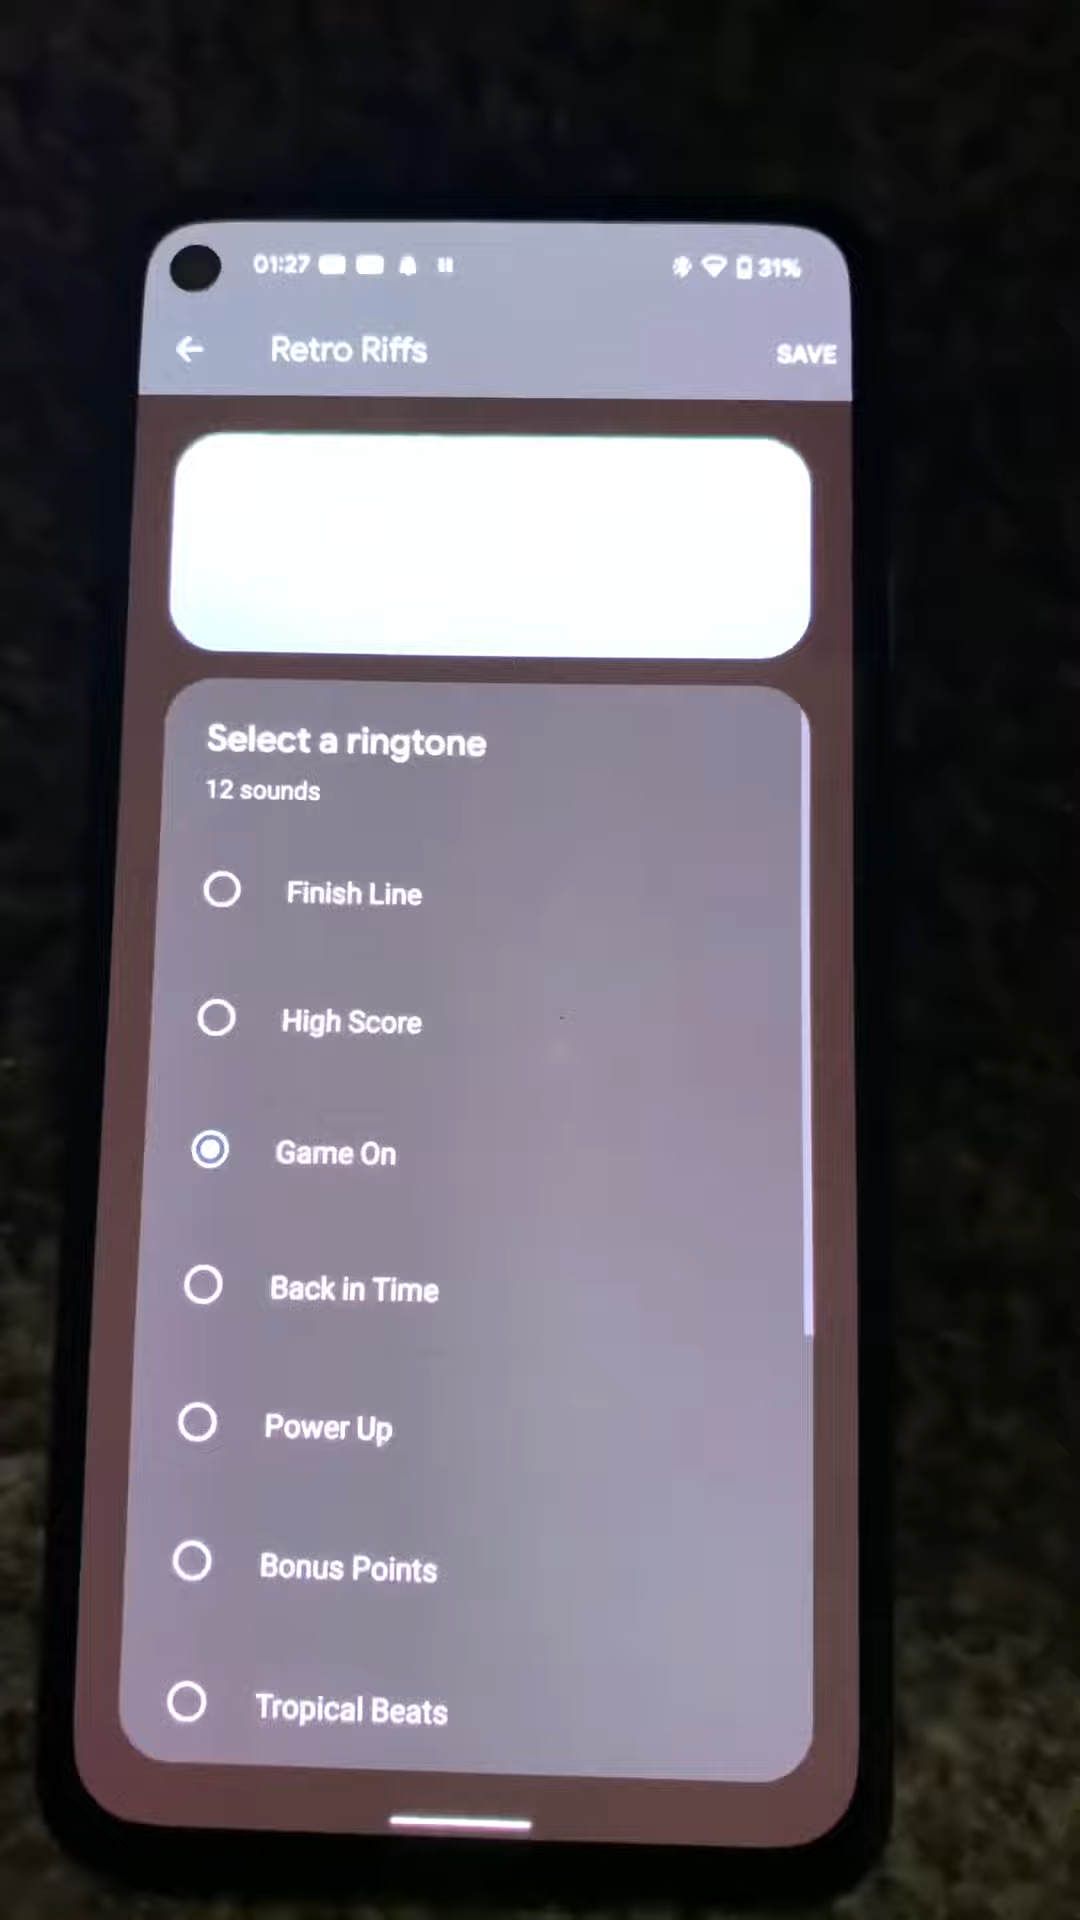 01:27
31%
Retro Riffs
SAVE
Select a ringtone
12 sounds
Finish Line
High Score
Game On
Back in Time
Power Up
Bonus Points
Tropical Beats